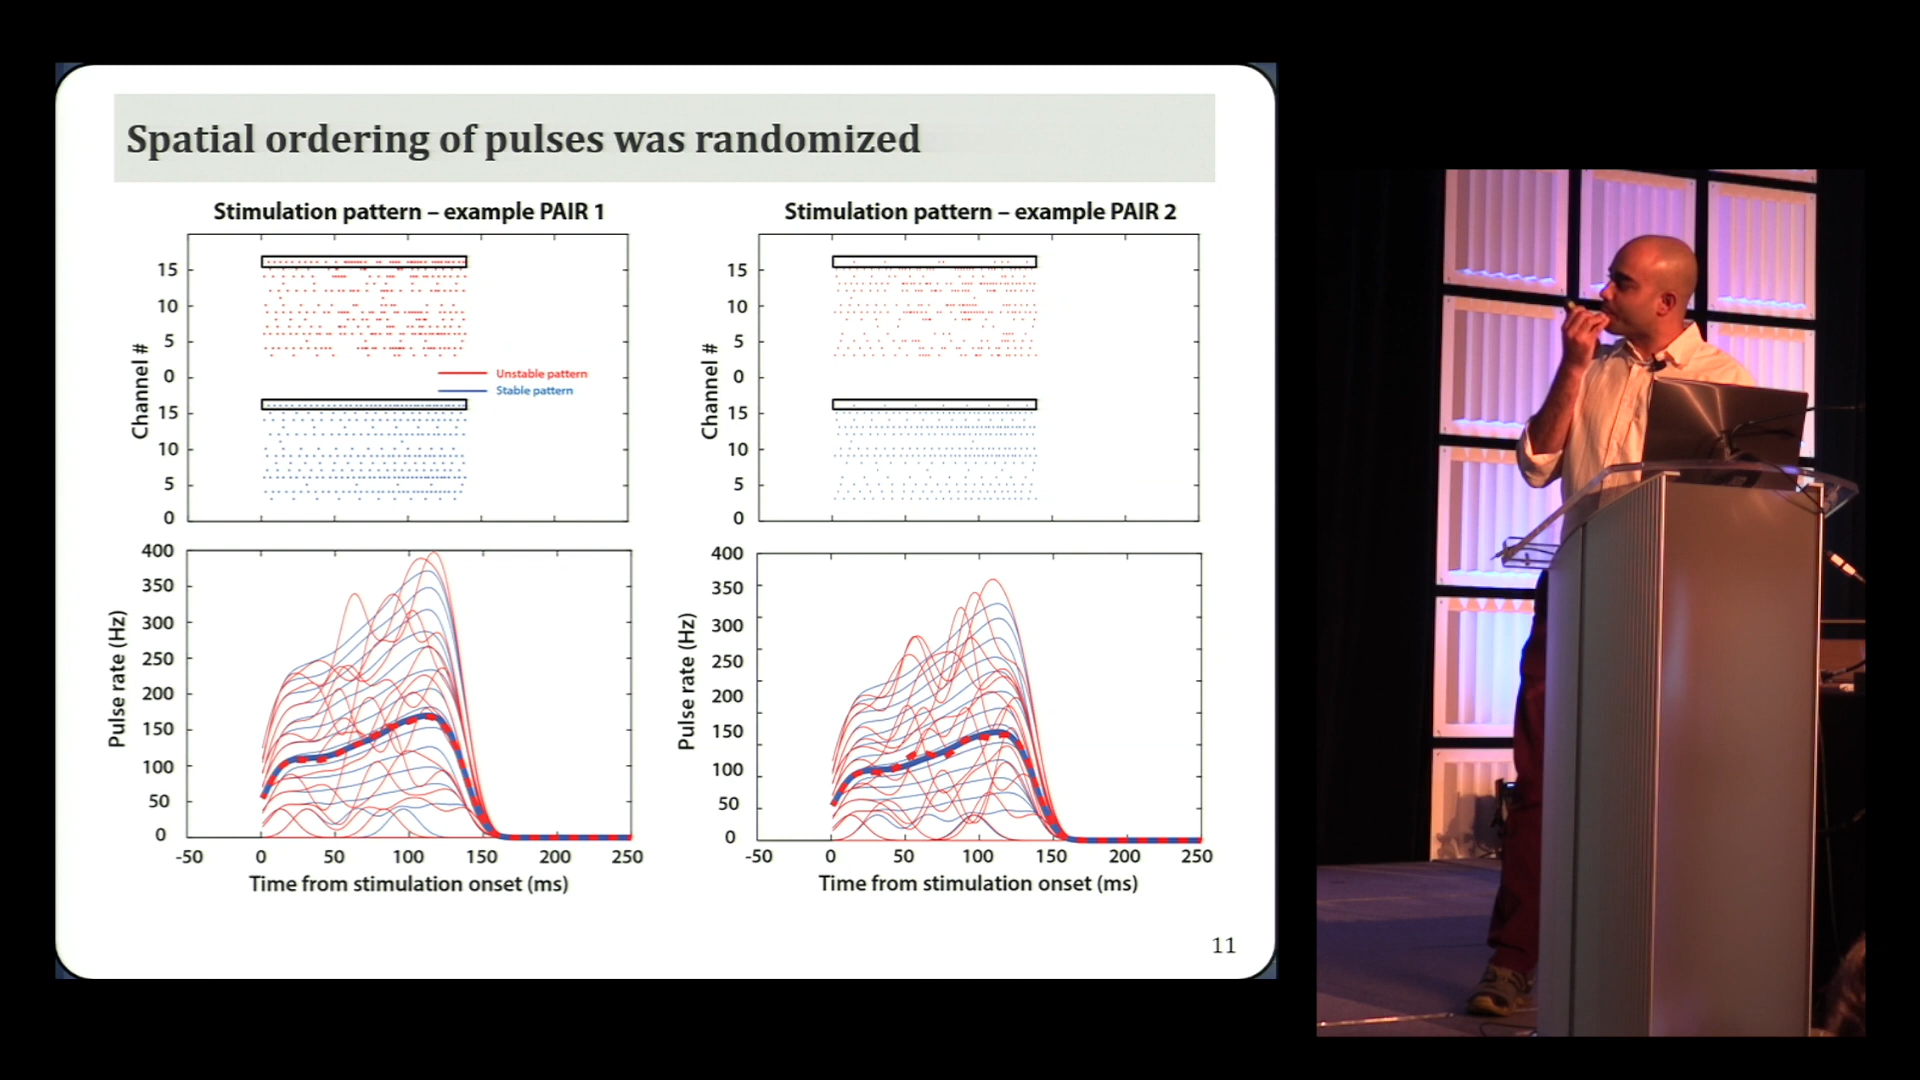 Spatial ordering of pulses was randomized
Stimulation pattern – example PAIR 1
15
10
5
0
15
10
5
0
Channel #
Unstable pattern
Stable pattern
400
350
300
250
200
150
100
50
0
Pulse rate (Hz)
-50 0 50 100 150 200 250
Time from stimulation onset (ms)
Stimulation pattern – example PAIR 2
15
10
5
0
15
10
5
0
Channel #
400
350
300
250
200
150
100
50
0
Pulse rate (Hz)
-50 0 50 100 150 200 250
Time from stimulation onset (ms)
11